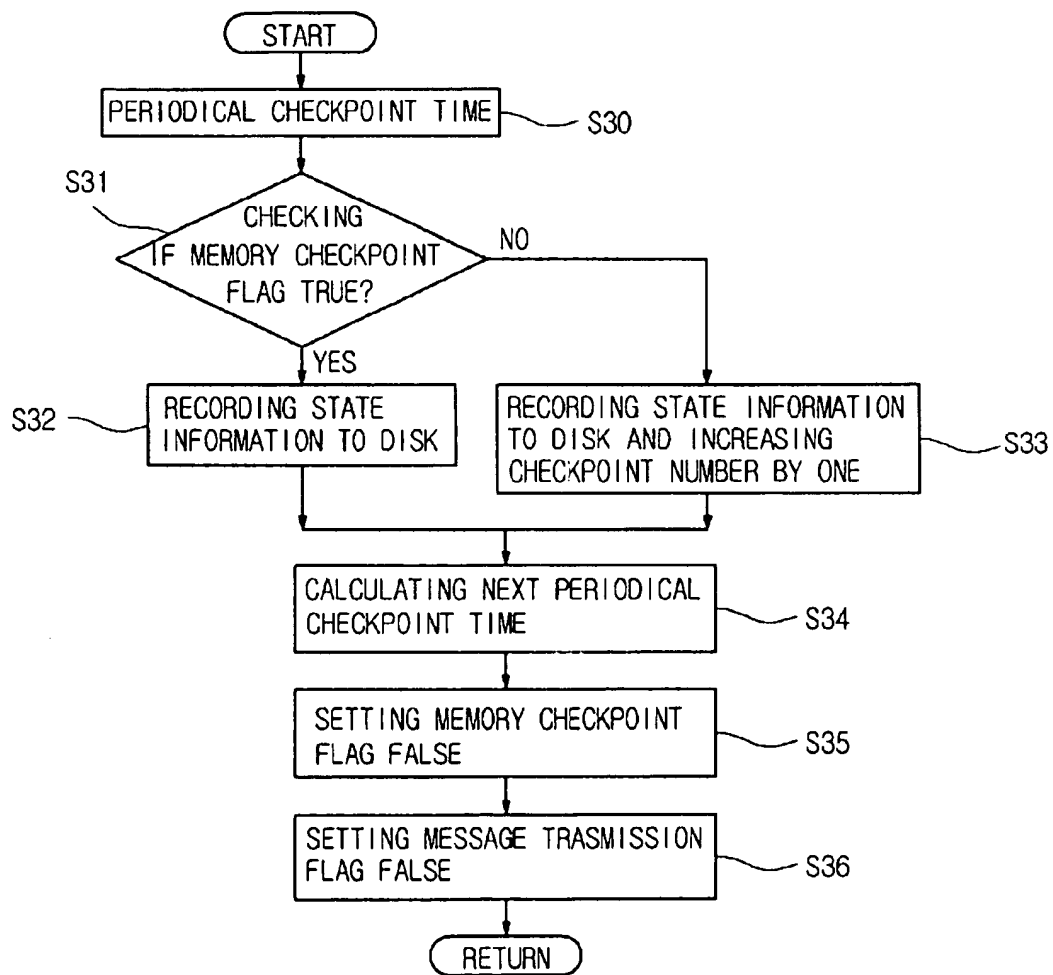 START
PERIODICAL CHECKPOINT TIME
S30
S31
CHECKING
IF MEMORY CHECKPOINT
FLAG TRUE?
NO
YES
S32
RECORDING STATE
INFORMATION TO DISK
RECORDING STATE INFORMATION
TO DISK AND INCREASING
CHECKPOINT NUMBER BY ONE
S33
CALCULATING NEXT PERIODICAL
CHECKPOINT TIME
S34
SETTING MEMORY CHECKPOINT
FLAG FALSE
S35
SETTING MESSAGE TRASMISSION
FLAG FALSE
S36
RETURN